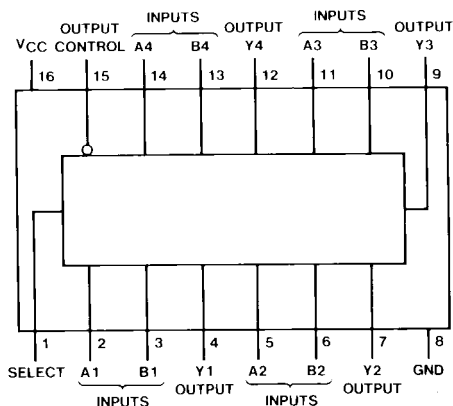 INPUTS INPUTS
OUTPUT OUTPUT OUTPUT
VCC CONTROL A4 B4 Y4 A3 B3 Y3
16 15 14 13 12 11 10 9
1 2 3 4 5 6 7 8
SELECT A1 B1 Y1 A2 B2 Y2 GND
OUTPUT OUTPUT
INPUTS INPUTS